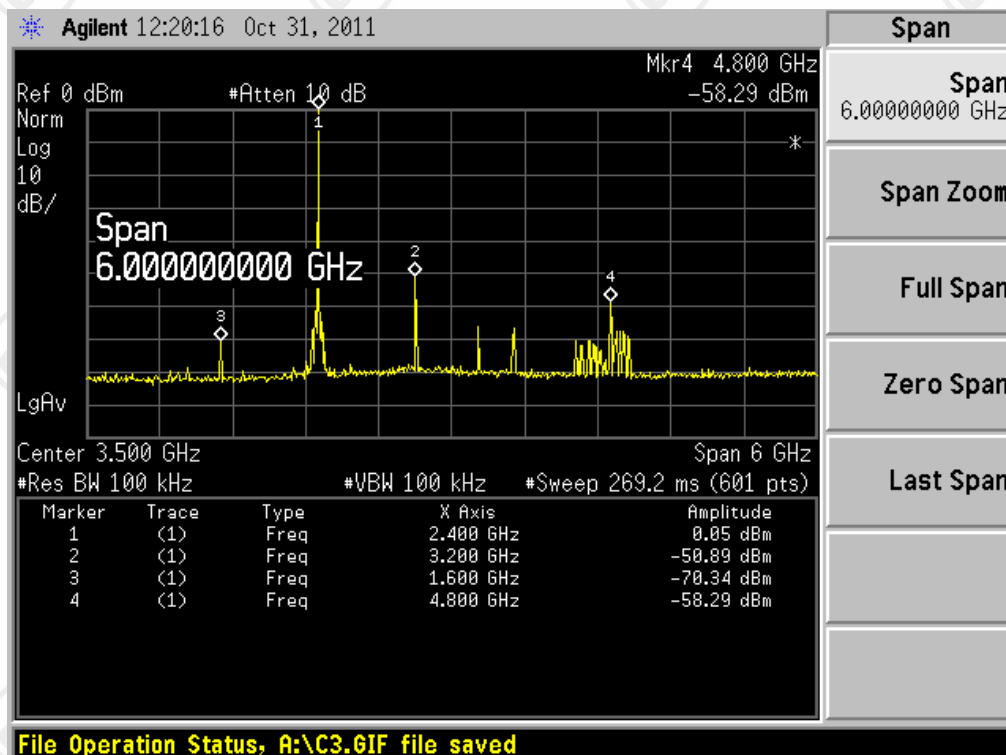 Agilent 12:20:16 Oct 31, 2011
Mkr4 4.800 GHz
Ref 0 dBm #Atten 10 dB -58.29 dBm
Norm
Log
10
dB/
1
*
Span
6.000000000 GHz
2
4
3
LgAv
Center 3.500 GHz Span 6 GHz
#Res BW 100 kHz #VBW 100 kHz #Sweep 269.2 ms (601 pts)
Marker Trace Type X Axis Amplitude
1 (1) Freq 2.400 GHz 0.05 dBm
2 (1) Freq 3.200 GHz -50.89 dBm
3 (1) Freq 1.600 GHz -70.34 dBm
4 (1) Freq 4.800 GHz -58.29 dBm
File Operation Status, A:\C3.GIF file saved
Span
Span
6.00000000 GHz
Span Zoom
Full Span
Zero Span
Last Span